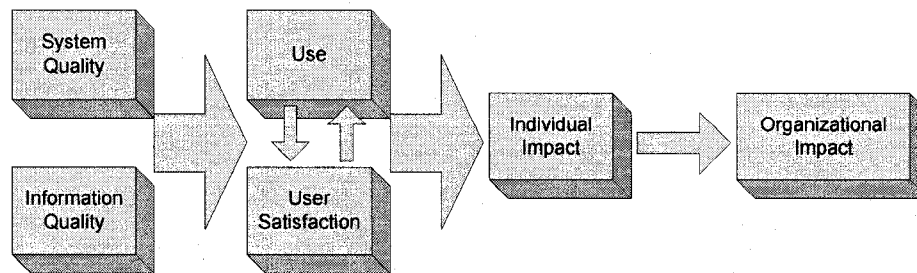 System
Quality
Information
Quality
Use
User
Satisfaction
Individual
Impact
Organizational
Impact